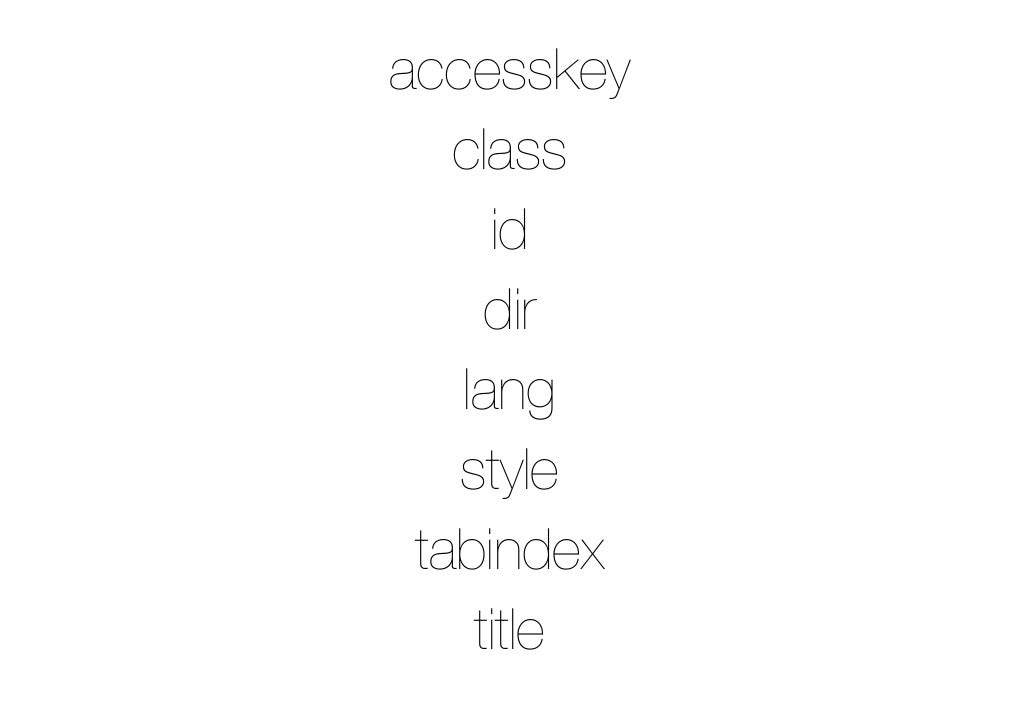 accesskey
class
id
dir
lang
style
tabindex
title